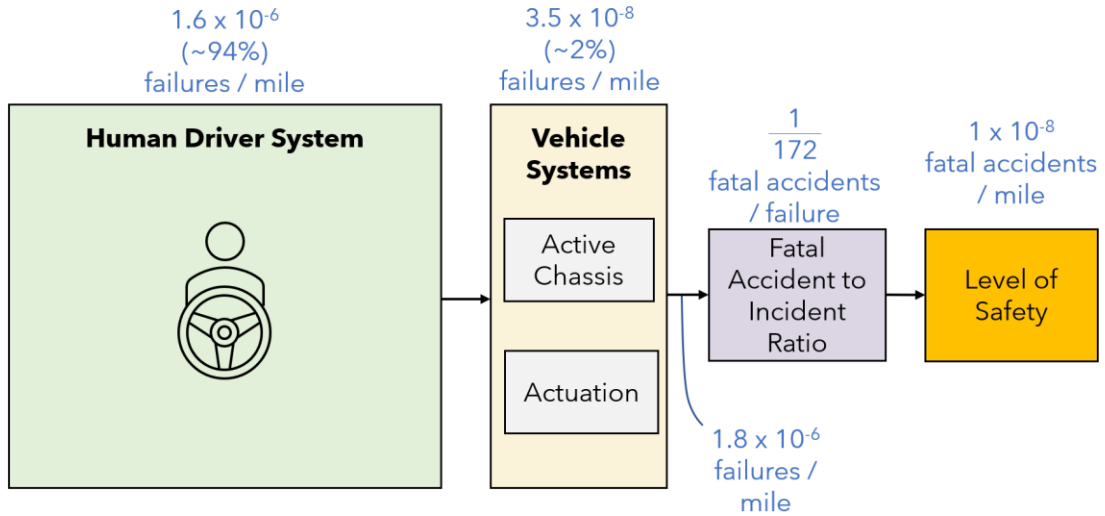 1.6 x 10⁻⁶
(~94%)
failures / mile
Human Driver System
3.5 x 10⁻⁸
(~2%)
failures / mile
Vehicle
Systems
Active
Chassis
Actuation
1.8 x 10⁻⁶
failures /
mile
1
172
fatal accidents
/ failure
Fatal
Accident to
Incident
Ratio
1 x 10⁻⁸
fatal accidents
/ mile
Level of
Safety